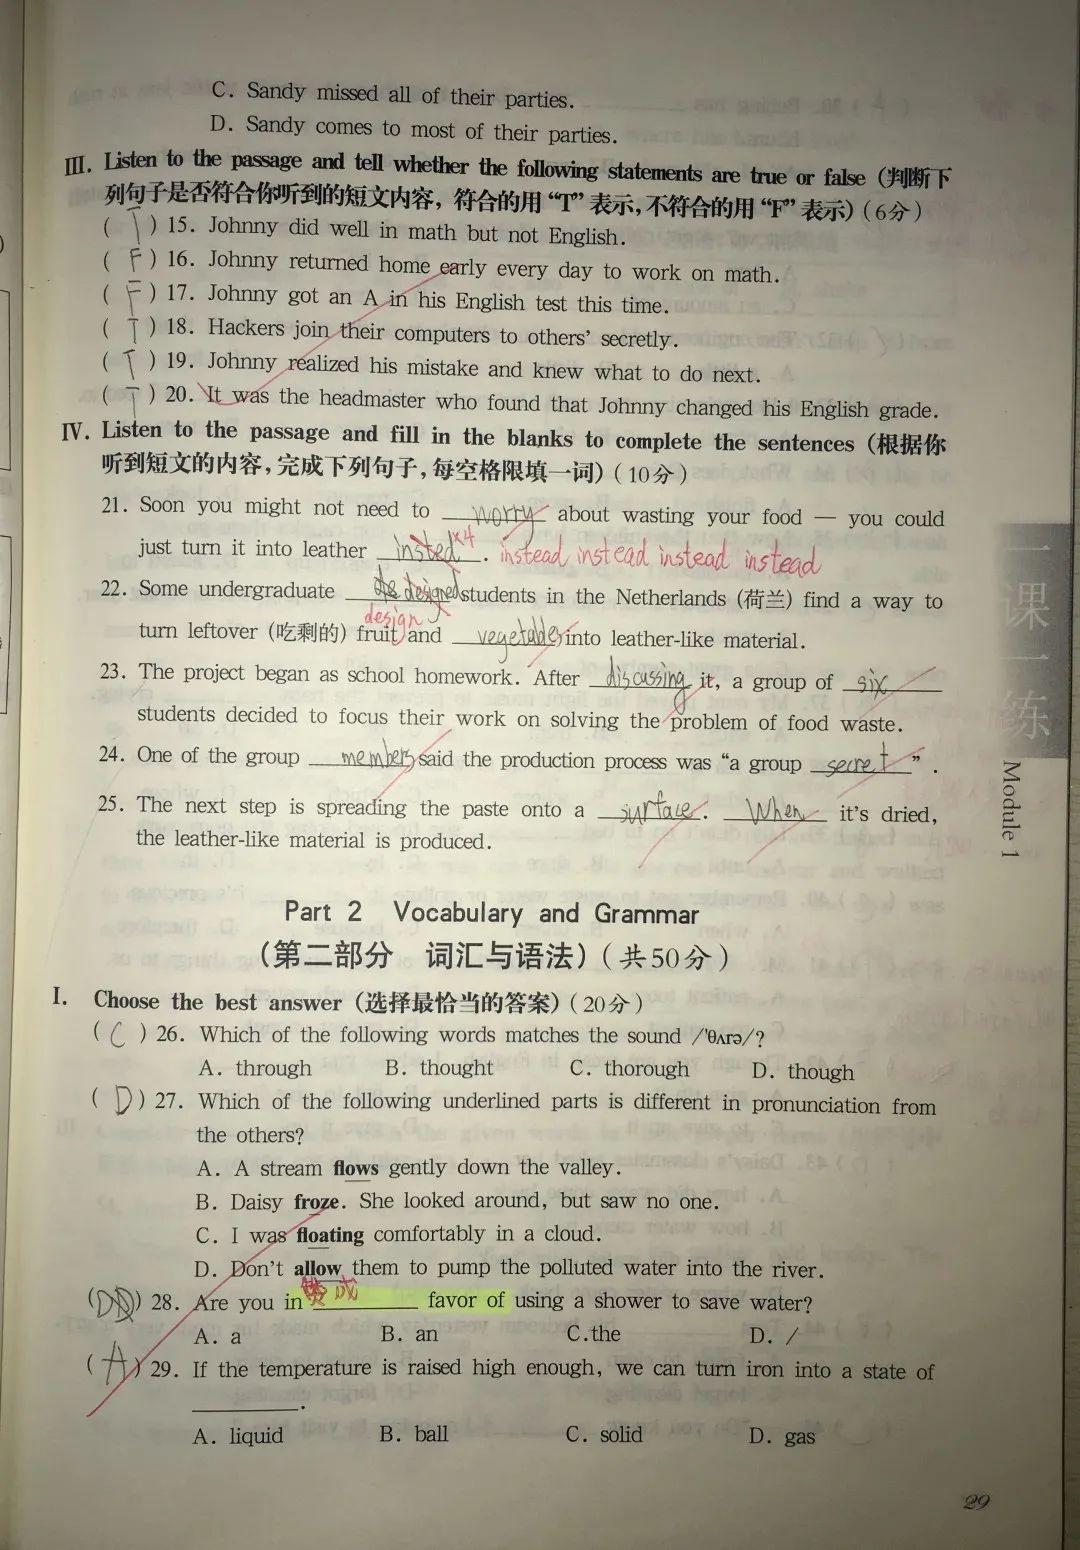 C. Sandy missed all of their parties.
D. Sandy comes to most of their parties.
III. Listen to the passage and tell whether the following statements are true or false (判断下
列句子是否符合你听到的短文内容，符合的用“T”表示，不符合的用“F”表示) (6分)
( T ) 15. Johnny did well in math but not English.
( F ) 16. Johnny returned home early every day to work on math.
( F ) 17. Johnny got an A in his English test this time.
( T ) 18. Hackers join their computers to others' secretly.
( T ) 19. Johnny realized his mistake and knew what to do next.
( T ) 20. It was the headmaster who found that Johnny changed his English grade.
IV. Listen to the passage and fill in the blanks to complete the sentences (根据你
听到短文的内容，完成下列句子，每空格限填一词) (10分)
21. Soon you might not need to worry about wasting your food — you could
just turn it into leather insted ×4. instead instead instead instead
22. Some undergraduate designed students in the Netherlands (荷兰) find a way to
design
turn leftover (吃剩的) fruit and vegetables into leather-like material.
23. The project began as school homework. After discussing it, a group of six
students decided to focus their work on solving the problem of food waste.
24. One of the group members said the production process was “a group secret”.
25. The next step is spreading the paste onto a surface. When it's dried,
the leather-like material is produced.
Part 2 Vocabulary and Grammar
(第二部分 词汇与语法) (共50分)
I. Choose the best answer (选择最恰当的答案) (20分)
( C ) 26. Which of the following words matches the sound /ˈθʌrə/?
A. through B. thought C. thorough D. though
( D ) 27. Which of the following underlined parts is different in pronunciation from
the others?
A. A stream flows gently down the valley.
B. Daisy froze. She looked around, but saw no one.
C. I was floating comfortably in a cloud.
D. Don't allow them to pump the polluted water into the river.
赞成
( D ) 28. Are you in ________ favor of using a shower to save water?
A. a B. an C. the D. /
( A ) 29. If the temperature is raised high enough, we can turn iron into a state of
________.
A. liquid B. ball C. solid D. gas
一课一练
Module 1
29